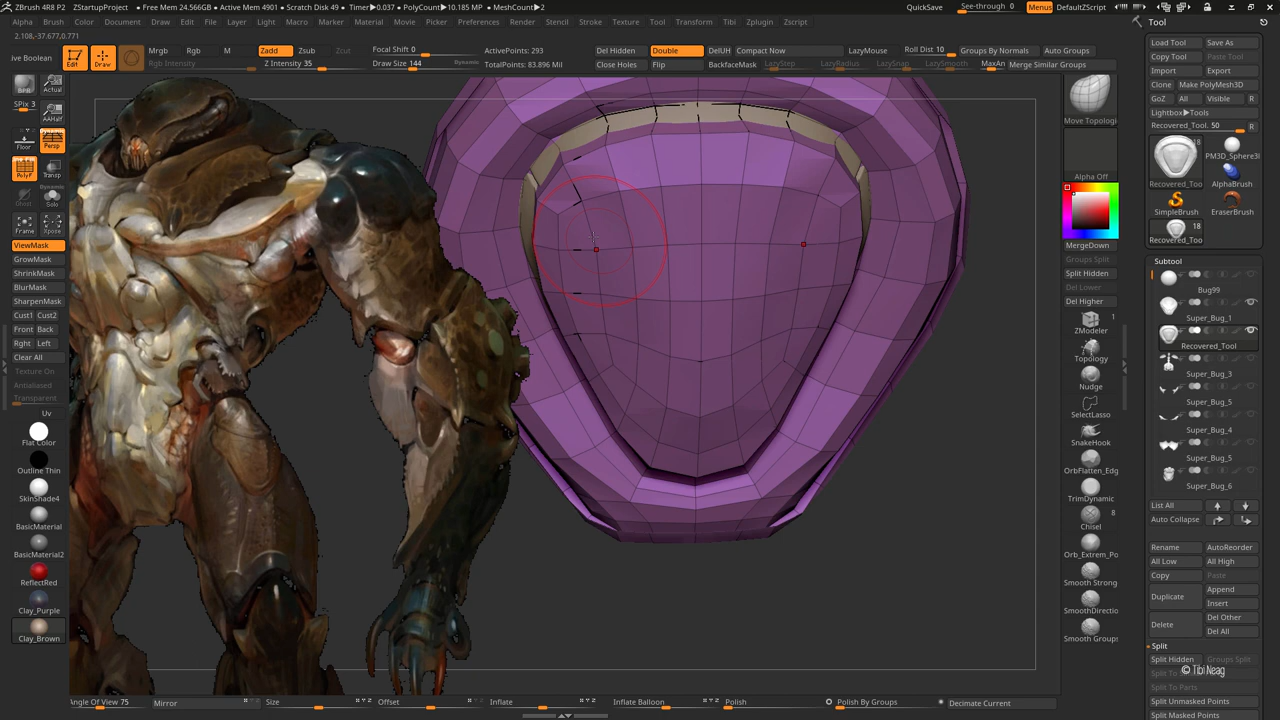 ZBrush 4R8 P2 ZStartupProject • Free Mem 24.566GB • Active Mem 4901 • Scratch Disk 49 • Timer▶0.037 • PolyCount▶10.185 MP • MeshCount▶2 QuickSave See-through 0 Menus DefaultZScript
Alpha Brush Color Document Draw Edit File Layer Light Macro Marker Material Movie Picker Preferences Render Stencil Stroke Texture Tool Transform Tibi Zplugin Zscript
Tool
2.108,-37.677,0.771
ive Boolean Edit Draw
Mrgb Rgb M Zadd Zsub Zcut Focal Shift 0 ActivePoints: 293 Del Hidden Double DelUH Compact Now LazyMouse Roll Dist 10 Groups By Normals Auto Groups
Rgb Intensity Z Intensity 35 Draw Size 144 Dynamic TotalPoints: 83.896 Mil Close Holes Flip BackfaceMask LazyStep LazyRadius LazySnap LazySmooth MaxAn Merge Similar Groups
BPR Actual
SPix 3
AAHalf
Floor
Dynamic
Persp
PolyF Transp
Ghost
Dynamic
Solo
Frame Xpose
ViewMask
GrowMask
ShrinkMask
BlurMask
SharpenMask
Cust1 Cust2
Front Back
Rght Left
Clear All
Texture On
Antialiased
Transparent
Uv
Flat Color
Outline Thin
SkinShade4
BasicMaterial
BasicMaterial2
ReflectRed
Clay_Purple
Clay_Brown
Move Topologi
Alpha Off
MergeDown
Groups Split
Split Hidden
Del Lower
Del Higher
1
ZModeler
Topology
Nudge
SelectLasso
SnakeHook
OrbFlatten_Edg
TrimDynamic
8
Chisel
Orb_Extrem_Po
Smooth Strong
SmoothDirectio
Smooth Groups
Load Tool Save As
Copy Tool Paste Tool
Import Export
Clone Make PolyMesh3D
GoZ All Visible R
Lightbox▶Tools
Recovered_Tool. 50 R
18
Recovered_Too
PM3D_Sphere3I
AlphaBrush
SimpleBrush EraserBrush
18
Recovered_Too
Subtool
Bug99
Super_Bug_1
Recovered_Tool
Super_Bug_3
Super_Bug_5
Super_Bug_4
Super_Bug_5
Super_Bug_6
List All
Auto Collapse
Rename AutoReorder
All Low All High
Copy Paste
Duplicate Append
Insert
Delete Del Other
Del All
Split
Split Hidden Groups Split
© Tibi Neag
Split To Parts
Split Unmasked Points
Split Masked Points
Angle Of View 75 Mirror Size Offset Inflate Inflate Balloon Polish Polish By Groups Decimate Current